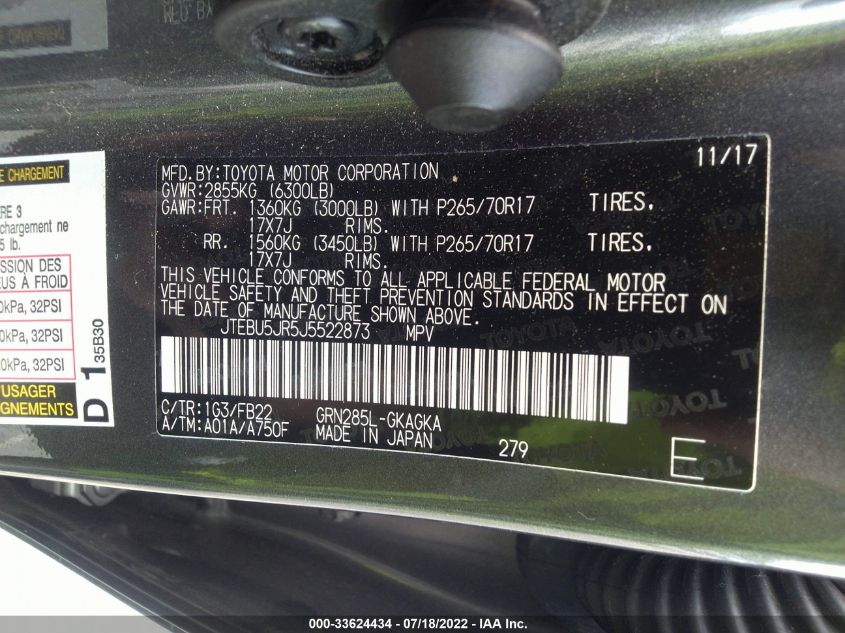 E CHARGEMENT
ERE 3
chargement ne
5 lb.
SSION DES
US À FROID
0kPa, 32PSI
0kPa, 32PSI
0kPa, 32PSI
USAGER
GNEMENTS
D 1 35B30
11/17
MFD.BY:TOYOTA MOTOR CORPORATION
GVWR:2855KG (6300LB)
GAWR:FRT. 1360KG (3000LB) WITH P265/70R17 TIRES.
17X7J RIMS.
RR. 1560KG (3450LB) WITH P265/70R17 TIRES.
17X7J RIMS.
THIS VEHICLE CONFORMS TO ALL APPLICABLE FEDERAL MOTOR
VEHICLE SAFETY AND THEFT PREVENTION STANDARDS IN EFFECT ON
THE DATE OF MANUFACTURE SHOWN ABOVE.
JTEBU5JR5J5522873 MPV
C/TR:1G3/FB22 GRN285L-GKAGKA
A/TM:A01A/A750F MADE IN JAPAN
279
E
000-33624434 - 07/18/2022 - IAA Inc.